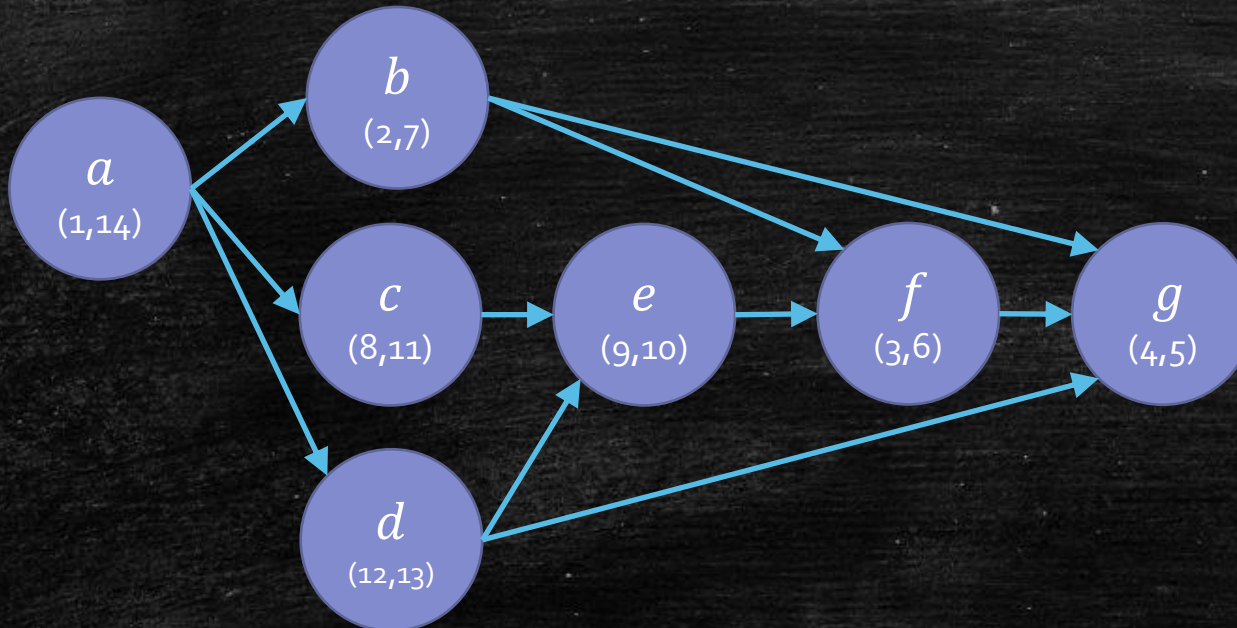 a
(1,14)
b
(2,7)
c
(8,11)
d
(12,13)
e
(9,10)
f
(3,6)
g
(4,5)